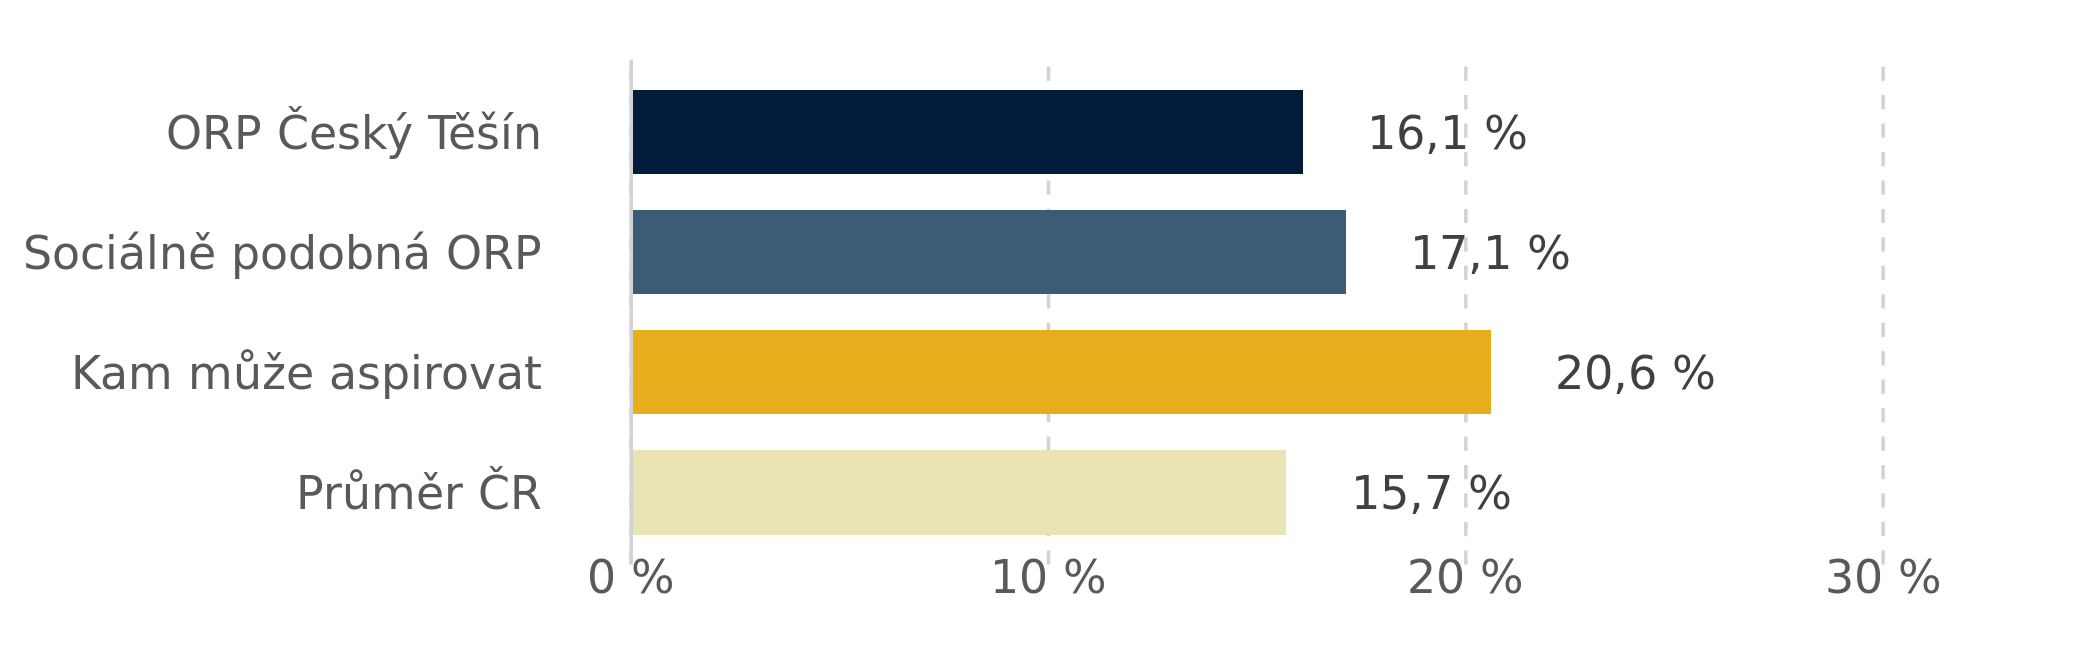 ORP Český Těšín 16,1 %
Sociálně podobná ORP 17,1 %
Kam může aspirovat 20,6 %
Průměr ČR 15,7 %
0 % 10 % 20 % 30 %